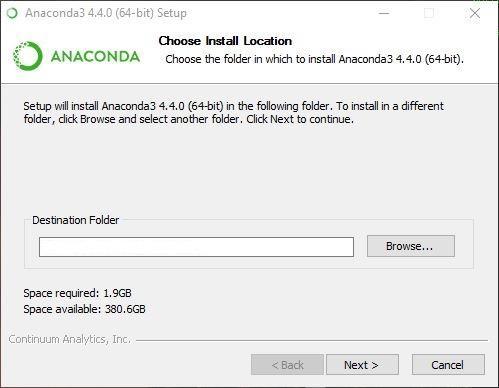 Anaconda3 4.4.0 (64-bit) Setup
ANACONDA
Choose Install Location
Choose the folder in which to install Anaconda3 4.4.0 (64-bit).
Setup will install Anaconda3 4.4.0 (64-bit) in the following folder. To install in a different
folder, click Browse and select another folder. Click Next to continue.
Destination Folder
Browse...
Space required: 1.9GB
Space available: 380.6GB
Continuum Analytics, Inc.
< Back
Next >
Cancel